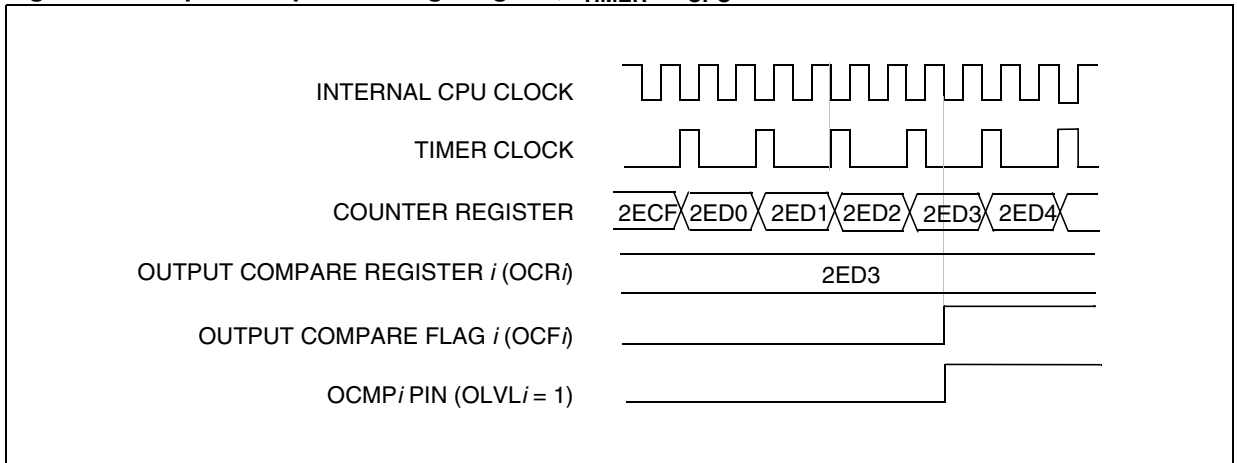 INTERNAL CPU CLOCK
TIMER CLOCK
COUNTER REGISTER 2ECF 2ED0 2ED1 2ED2 2ED3 2ED4
OUTPUT COMPARE REGISTER i (OCRi) 2ED3
OUTPUT COMPARE FLAG i (OCFi)
OCMPi PIN (OLVLi = 1)